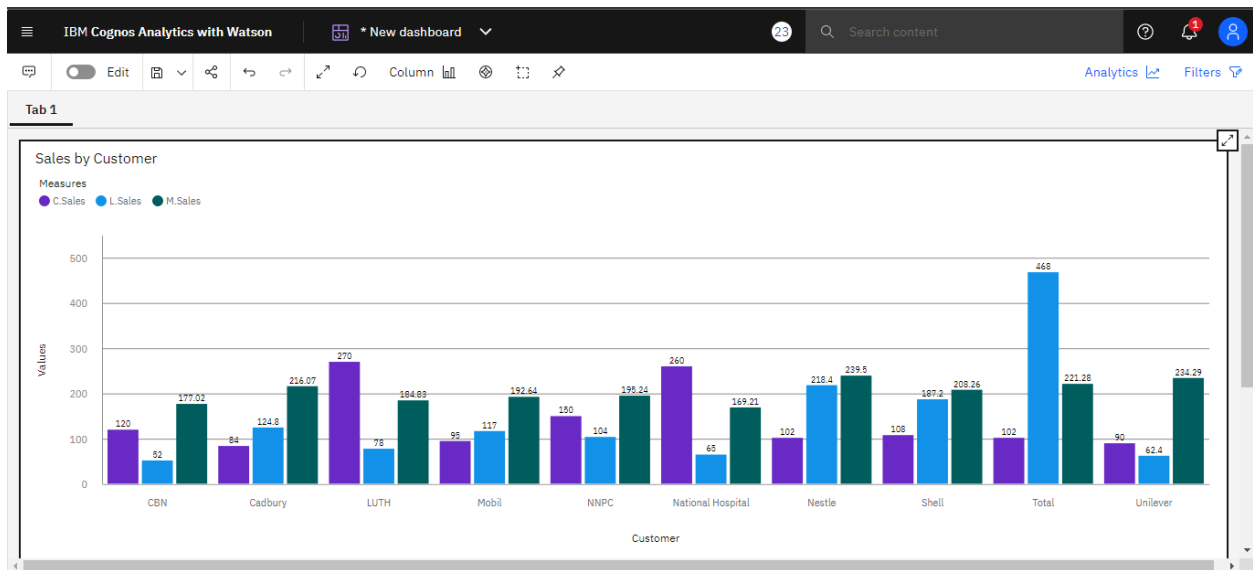 IBM Cognos Analytics with Watson
* New dashboard
23
Search content
1
Edit
Column
Analytics
Filters
Tab 1
Sales by Customer
Measures
C.Sales L.Sales M.Sales
Values
500
400
300
200
100
0
120 52 177.02
84 124.8 216.07
270 78 184.83
95 117 192.64
150 104 195.24
260 65 169.21
102 218.4 239.5
108 187.2 208.26
102 468 221.28
90 62.4 234.29
CBN Cadbury LUTH Mobil NNPC National Hospital Nestle Shell Total Unilever
Customer